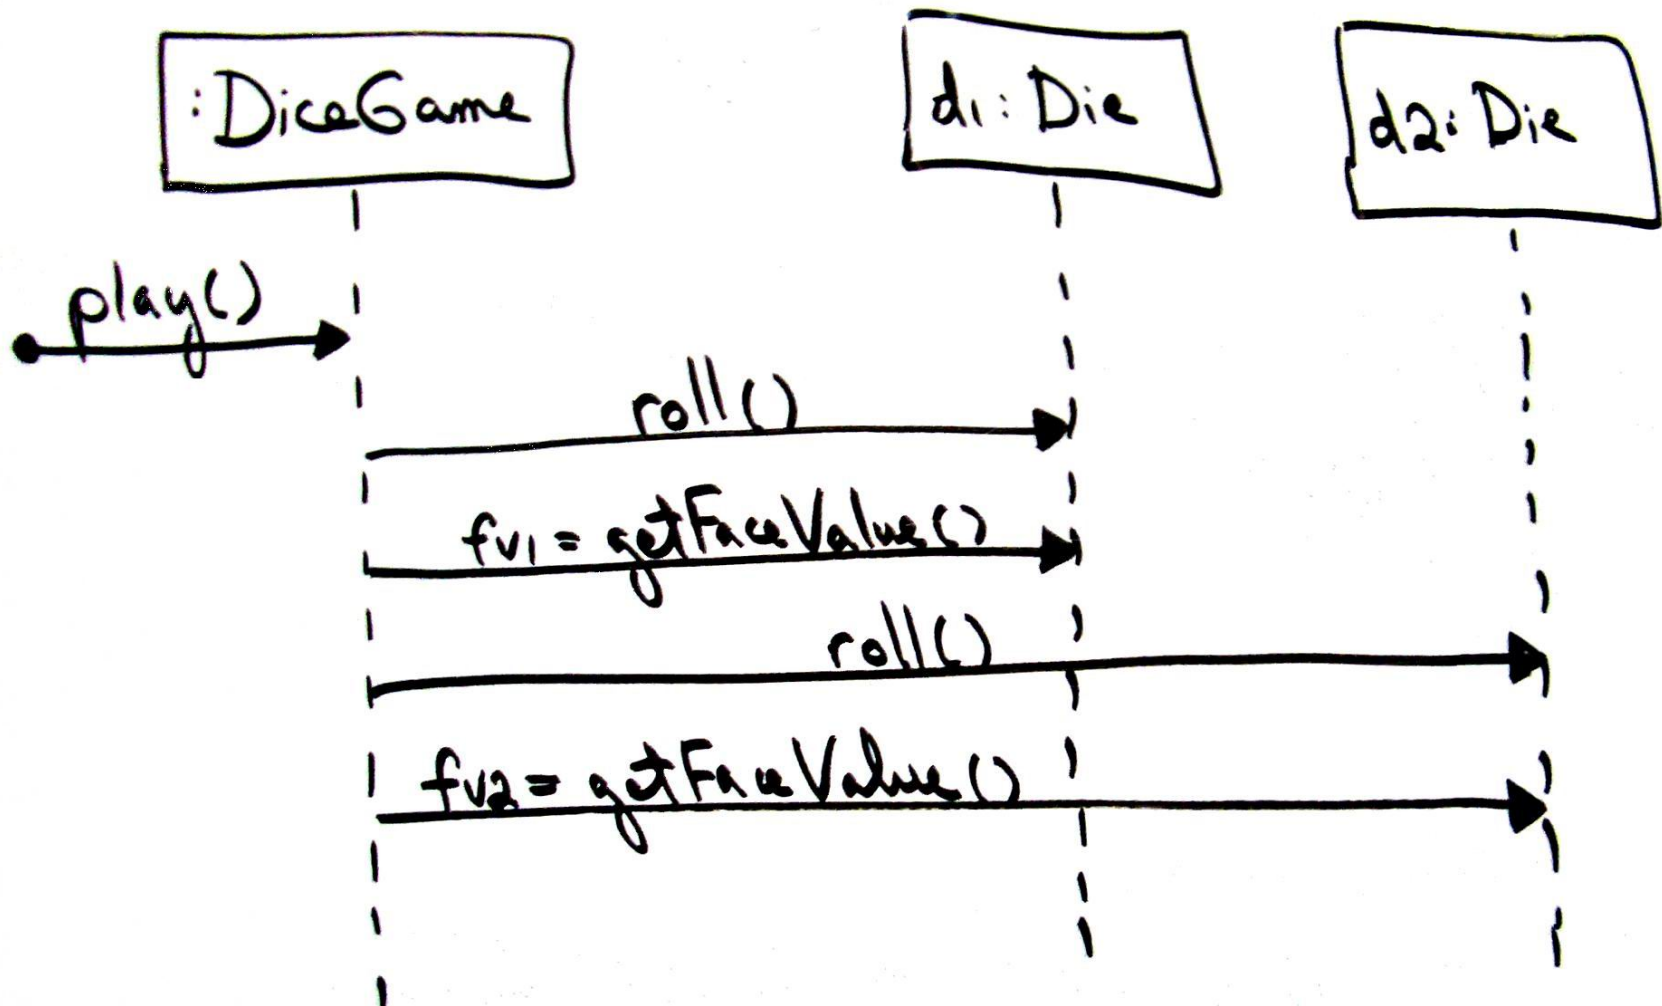 :DiceGame
d1: Die
d2: Die
play()
roll()
fv1 = getFaceValue()
roll()
fv2 = getFaceValue()